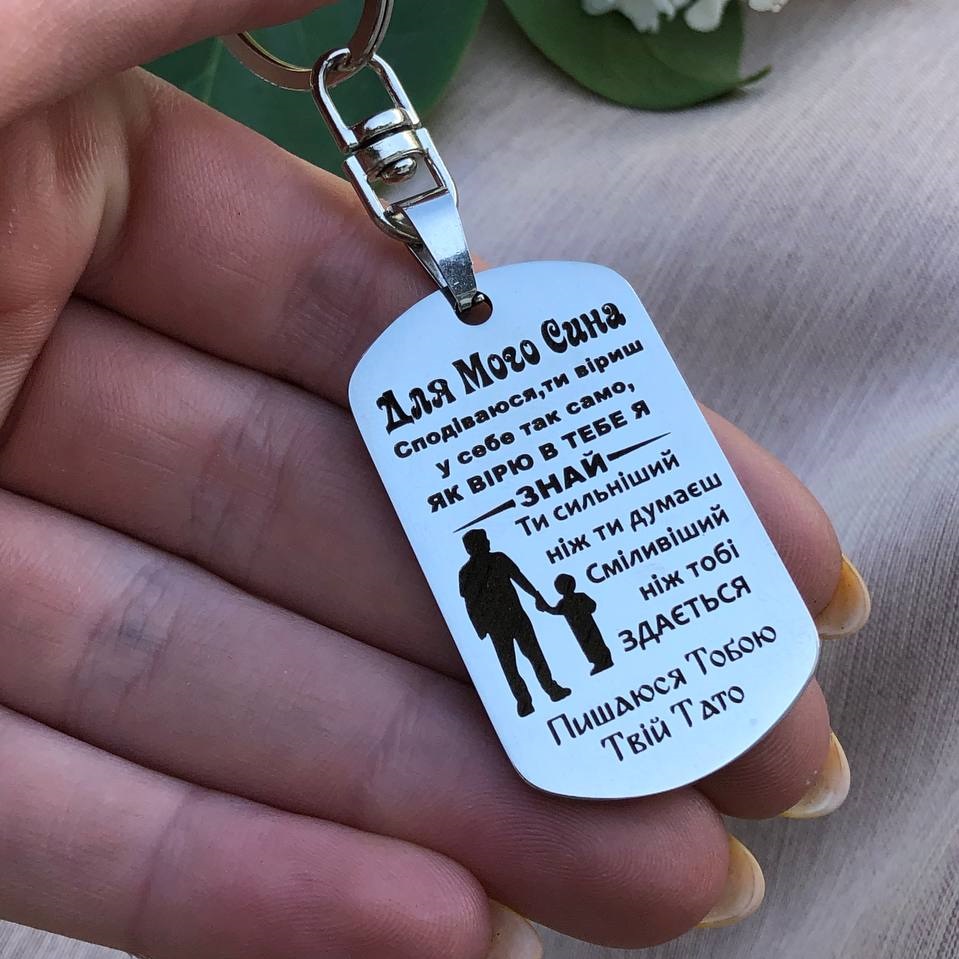 Для Мого Сина
Сподіваюся,ти віриш
у себе так само,
ЯК ВІРЮ В ТЕБЕ Я
ЗНАЙ
Ти сильніший
ніж ти думаєш
Сміливіший
ніж тобі
ЗДАЄТЬСЯ
Пишаюся Тобою
Твій Тато